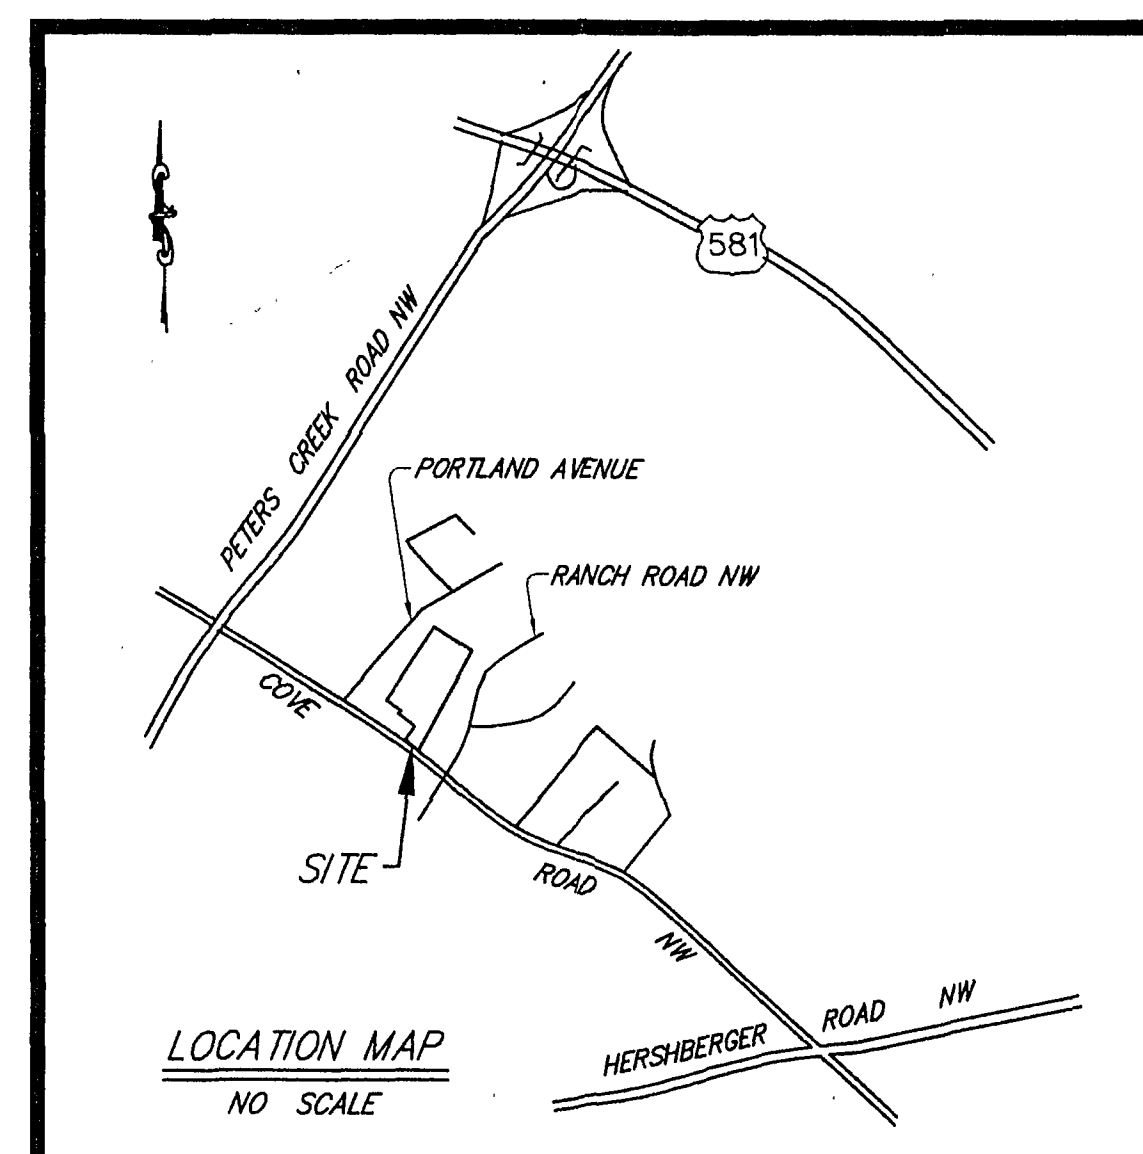 581
PETERS CREEK ROAD NW
PORTLAND AVENUE
RANCH ROAD NW
COVE ROAD NW
SITE
HERSHBERGER ROAD NW
LOCATION MAP
NO SCALE